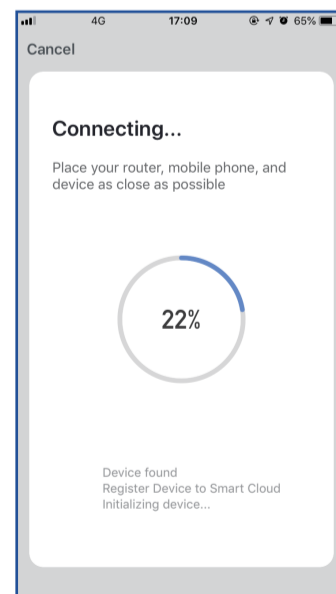 4G 17:09 65%
Cancel
Connecting...
Place your router, mobile phone, and
device as close as possible
22%
Device found
Register Device to Smart Cloud
Initializing device...